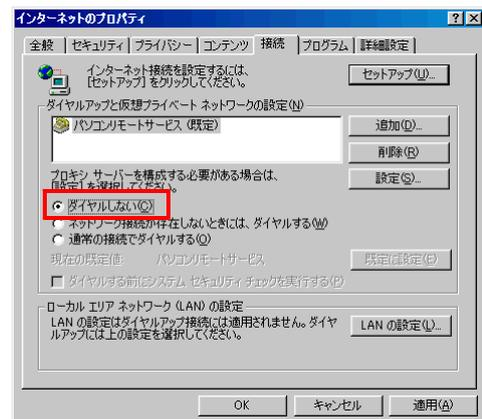 インターネットのプロパティ
全般 セキュリティ プライバシー コンテンツ 接続 プログラム 詳細設定
インターネット接続を設定するには、
[セットアップ] をクリックしてください。
セットアップ(U)...
ダイヤルアップと仮想プライベート ネットワークの設定(N)
パソコンリモートサービス (既定)
追加(D)...
削除(R)
プロキシ サーバーを構成する必要がある場合は、
[設定] を選択してください。
設定(S)...
ダイヤルしない(C)
ネットワーク接続が存在しないときには、ダイヤルする(W)
通常の接続でダイヤルする(O)
現在の既定値: パソコンリモートサービス
既定に設定(E)
ダイヤルする前にシステム セキュリティ チェックを実行する(P)
ローカル エリア ネットワーク (LAN) の設定
LAN の設定はダイヤルアップ接続には適用されません。ダイヤ
ルアップには上の設定を選択してください。
LAN の設定(L)...
OK キャンセル 適用(A)